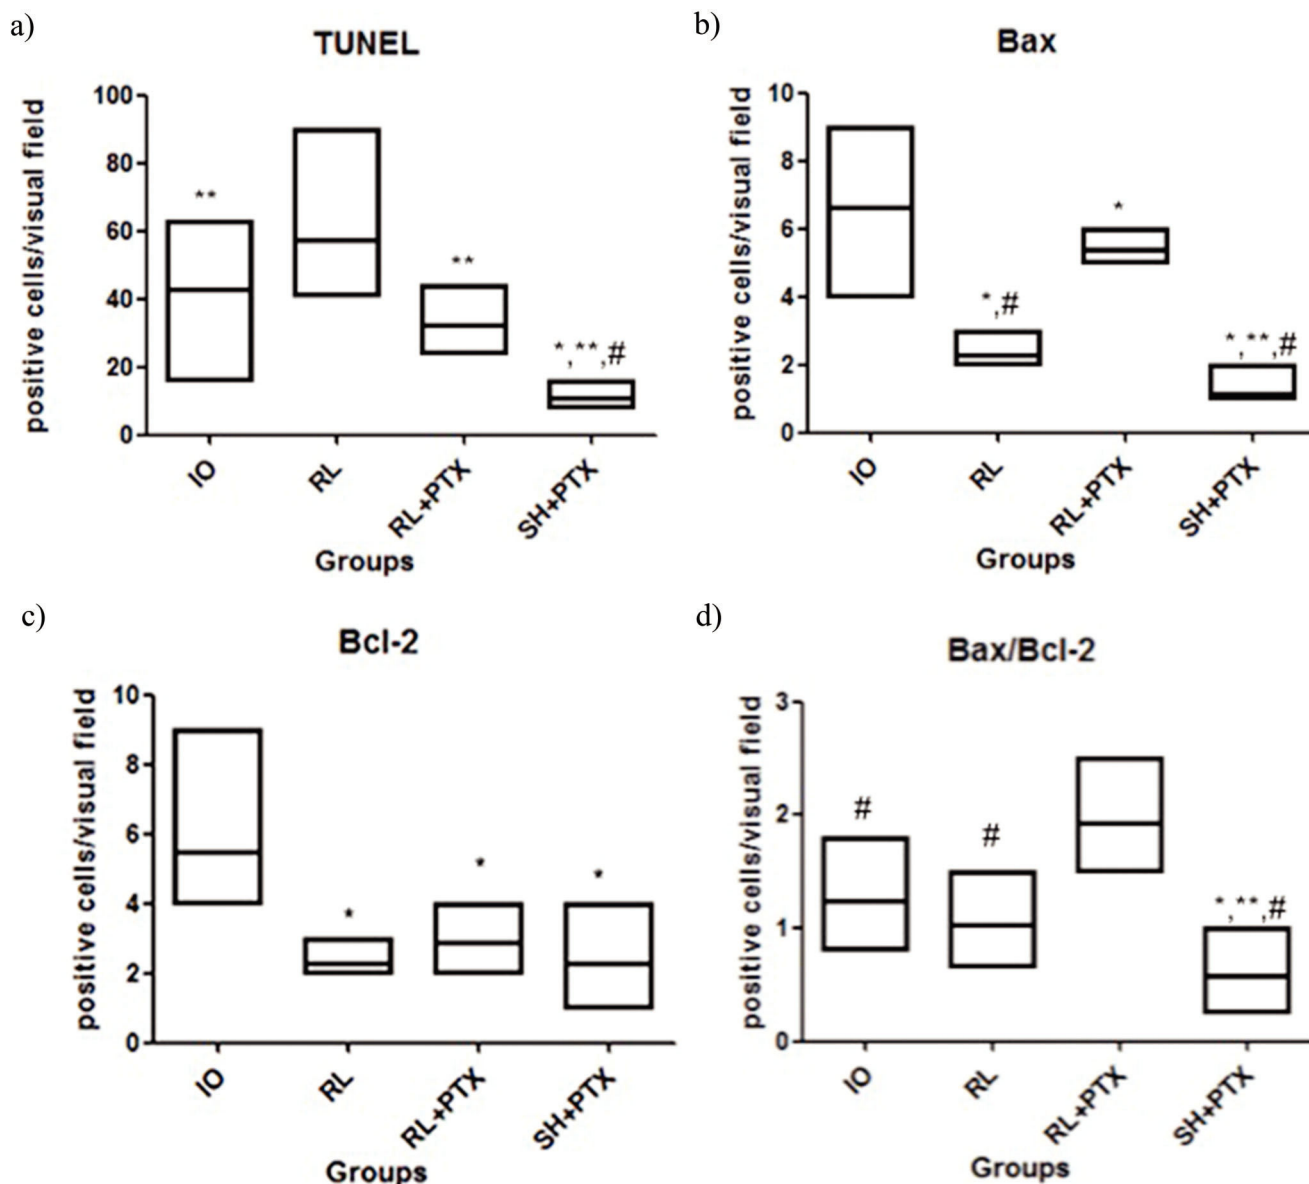 a)
TUNEL
positive cells/visual field
100
80
60
40
20
0
**
**
*,**,#
IO
RL
RL+PTX
SH+PTX
Groups
b)
Bax
positive cells/visual field
10
8
6
4
2
0
*,#
*
*,**,#
IO
RL
RL+PTX
SH+PTX
Groups
c)
Bcl-2
positive cells/visual field
10
8
6
4
2
0
*
*
*
IO
RL
RL+PTX
SH+PTX
Groups
d)
Bax/Bcl-2
positive cells/visual field
3
2
1
0
#
#
*,**,#
IO
RL
RL+PTX
SH+PTX
Groups